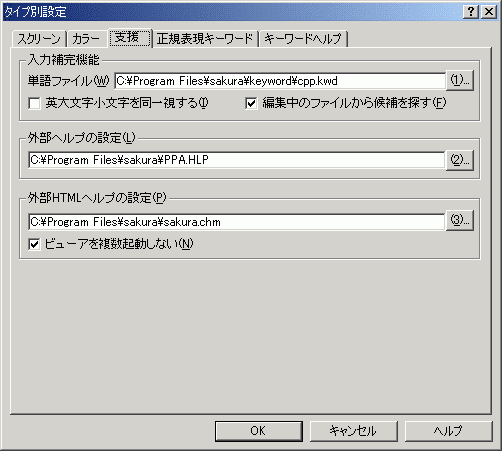 タイプ別設定
スクリーン カラー 支援 正規表現キーワード キーワードヘルプ
入力補完機能
単語ファイル(W) C:¥Program Files¥sakura¥keyword¥cpp.kwd (1)...
英大文字小文字を同一視する(I) 編集中のファイルから候補を探す(F)
外部ヘルプの設定(L)
C:¥Program Files¥sakura¥PPA.HLP (2)...
外部HTMLヘルプの設定(P)
C:¥Program Files¥sakura¥sakura.chm (3)...
ビューアを複数起動しない(N)
OK キャンセル ヘルプ